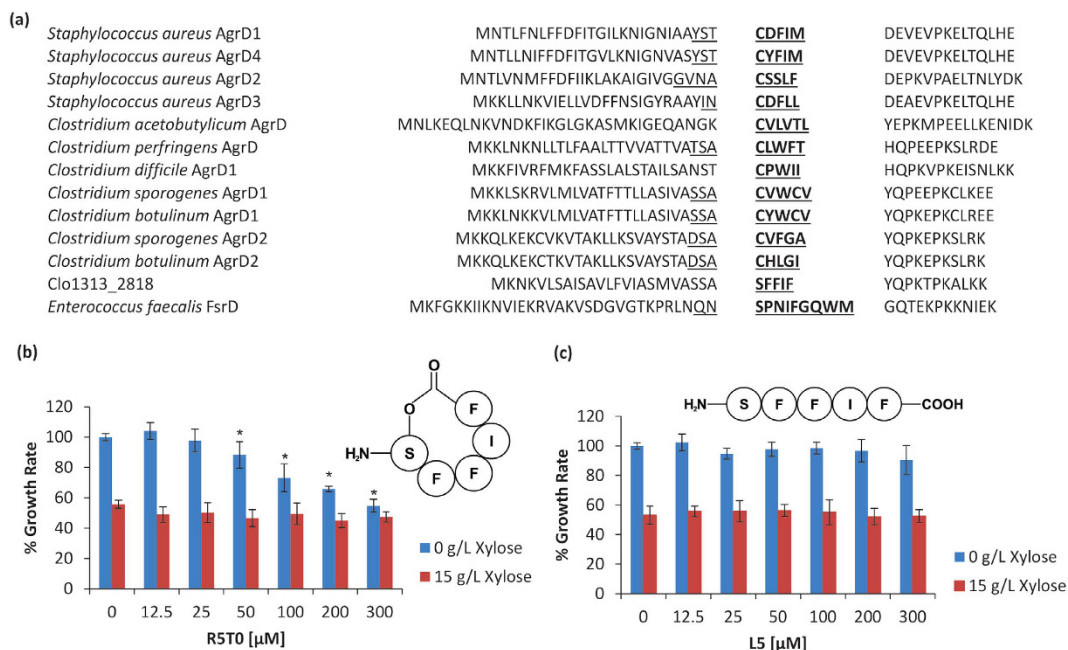 (a)
Staphylococcus aureus AgrD1 MNTLFNLFFDFITGILKNIGNIAAYST CDFIM DEVEVPKELTQLHE
Staphylococcus aureus AgrD4 MNTLLNIFFDFITGVLKNIGNVASYST CYFIM DEVEVPKELTQLHE
Staphylococcus aureus AgrD2 MNTLVNMFFDFIIKLAKAIGIVGGVNA CSSLF DEPKVPAELTNLYDK
Staphylococcus aureus AgrD3 MKKLLNKVIELLVDFFNSIGYRAAYIN CDFLL DEAEVPKELTQLHE
Clostridium acetobutylicum AgrD MNLKEQLNKVNDKFIKGLGKASMKIGEQANGK CVLVTL YEPKMPEELLKENIDK
Clostridium perfringens AgrD MKKLNKNLLTLFAALTTVVATTVATSA CLWFT HQPEEPKSLRDE
Clostridium difficile AgrD1 MKKFIVRFMKFASSLALSTAILSANST CPWII HQPKVPKEISNLKK
Clostridium sporogenes AgrD1 MKKLSKRVLMLVATFTTLLASIVASSA CVWCV YQPEEPKCLKEE
Clostridium botulinum AgrD1 MKKLNKKVLMLVATFTTLLASIVASSA CYWCV YQPKEPKCLREE
Clostridium sporogenes AgrD2 MKKQLKEKCVKVTAKLLKSVAYSTADSA CVFGA YQPKEPKSLRK
Clostridium botulinum AgrD2 MKKQLKEKCTKVTAKLLKSVAYSTADSA CHLGI YQPKEPKSLRK
Clo1313_2818 MKNKVLSAISAVLFVIASMVASSA SFFIF YQPKTPKALKK
Enterococcus faecalis FsrD MKFGKKIIKNVIEKRVAKVSDGVGTKPRLNQN SPNIFGQWM GQTEKPKKNIEK
(b)
% Growth Rate
120
100
80
60
40
20
0
* * * *
0 12.5 25 50 100 200 300
R5T0 [µM]
0 g/L Xylose
15 g/L Xylose
O
O
H₂N S F F I F
(c)
H₂N S F F I F COOH
% Growth Rate
120
100
80
60
40
20
0
0 12.5 25 50 100 200 300
L5 [µM]
0 g/L Xylose
15 g/L Xylose